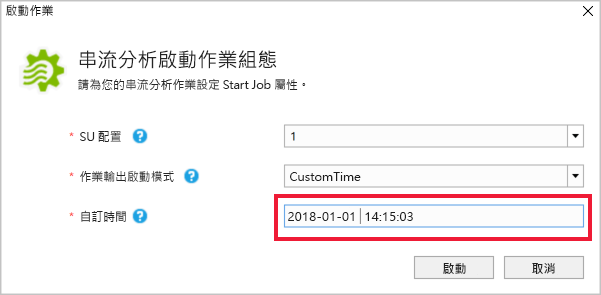 啟動作業
串流分析啟動作業組態
請為您的串流分析作業設定 Start Job 屬性。
* SU 配置 ?
1
* 作業輸出啟動模式 ?
CustomTime
* 自訂時間 ?
2018-01-01 14:15:03
啟動 取消